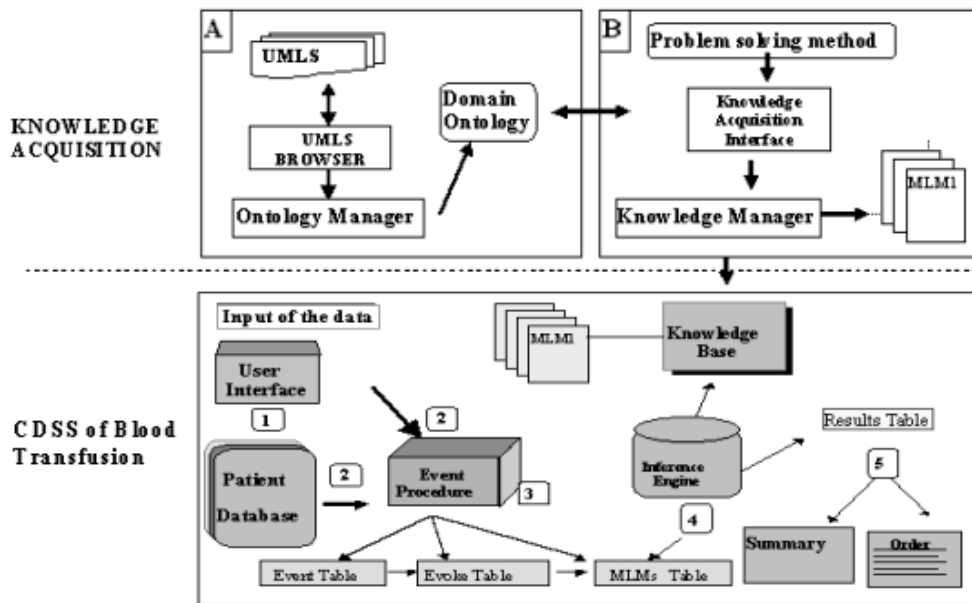 A
UMLS
UMLS
BROWSER
Ontology Manager
Domain
Ontology
B
Problem solving method
Knowledge
Acquisition
Interface
Knowledge Manager
MLM1
KNOWLEDGE
ACQUISITION
Input of the data
User
Interface
1
Patient
Database
2
2
Event
Procedure
3
Event Table
Evoke Table
MLMs Table
MLM1
Knowledge
Base
Inference
Engine
4
Results Table
5
Summary
Order
CDSS of Blood
Transfusion